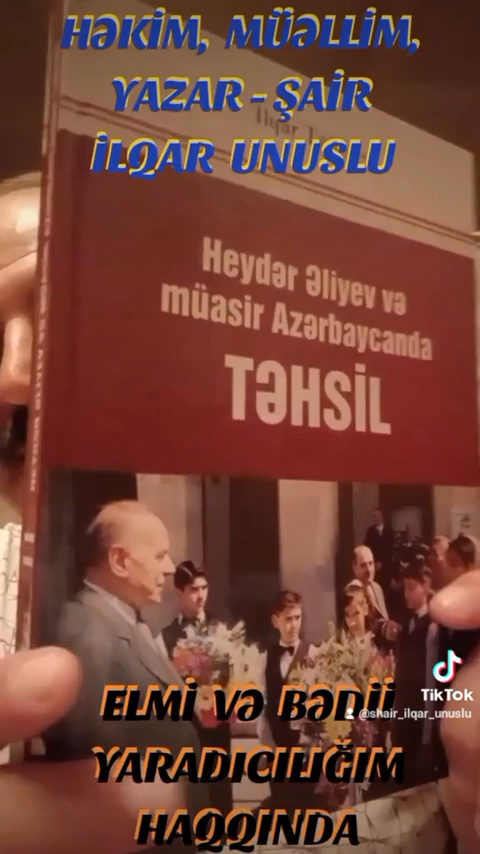 HƏKİM, MÜƏLLİM,
YAZAR - ŞAİR
İLQAR UNUSLU
Heydər Əliyev və
müasir Azərbaycanda
TƏHSİL
TikTok
@shair_ilqar_unuslu
ELMİ VƏ BƏDİİ
YARADICILIĞIM
HAQQINDA